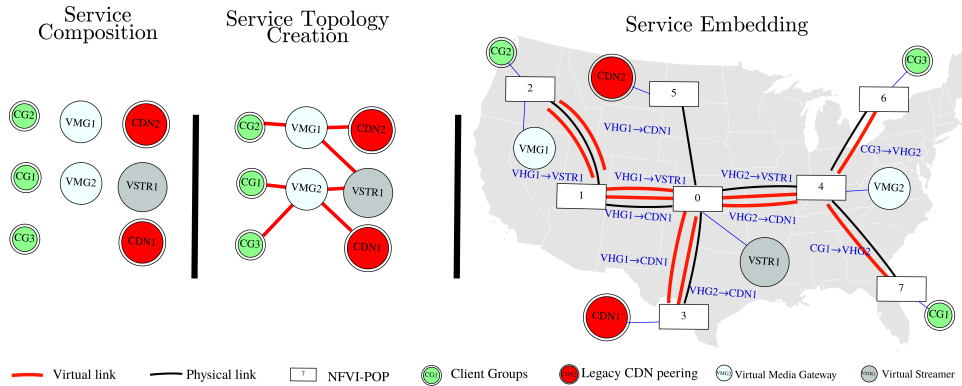 Service
Composition
Service Topology
Creation
Service Embedding
CG2
VMG1
CDN2
CG1
VMG2
VSTR1
CG3
CDN1
CG2
VMG1
CDN2
CG1
VMG2
VSTR1
CG3
CDN1
CG2
2
CDN2
5
CG3
6
VMG1
VHG1→CDN1
CG3→VHG2
VHG1→VSTR1
VHG1→VSTR1
VHG2→VSTR1
1
0
4
VMG2
VHG1→CDN1
VHG2→CDN1
VHG1→CDN1
VSTR1
CG1→VHG2
VHG2→CDN1
7
CDN1
3
CG1
Virtual link
Physical link
7
NFVI-POP
CG1
Client Groups
CDN2
Legacy CDN peering
VMG2
Virtual Media Gateway
VSTR1
Virtual Streamer